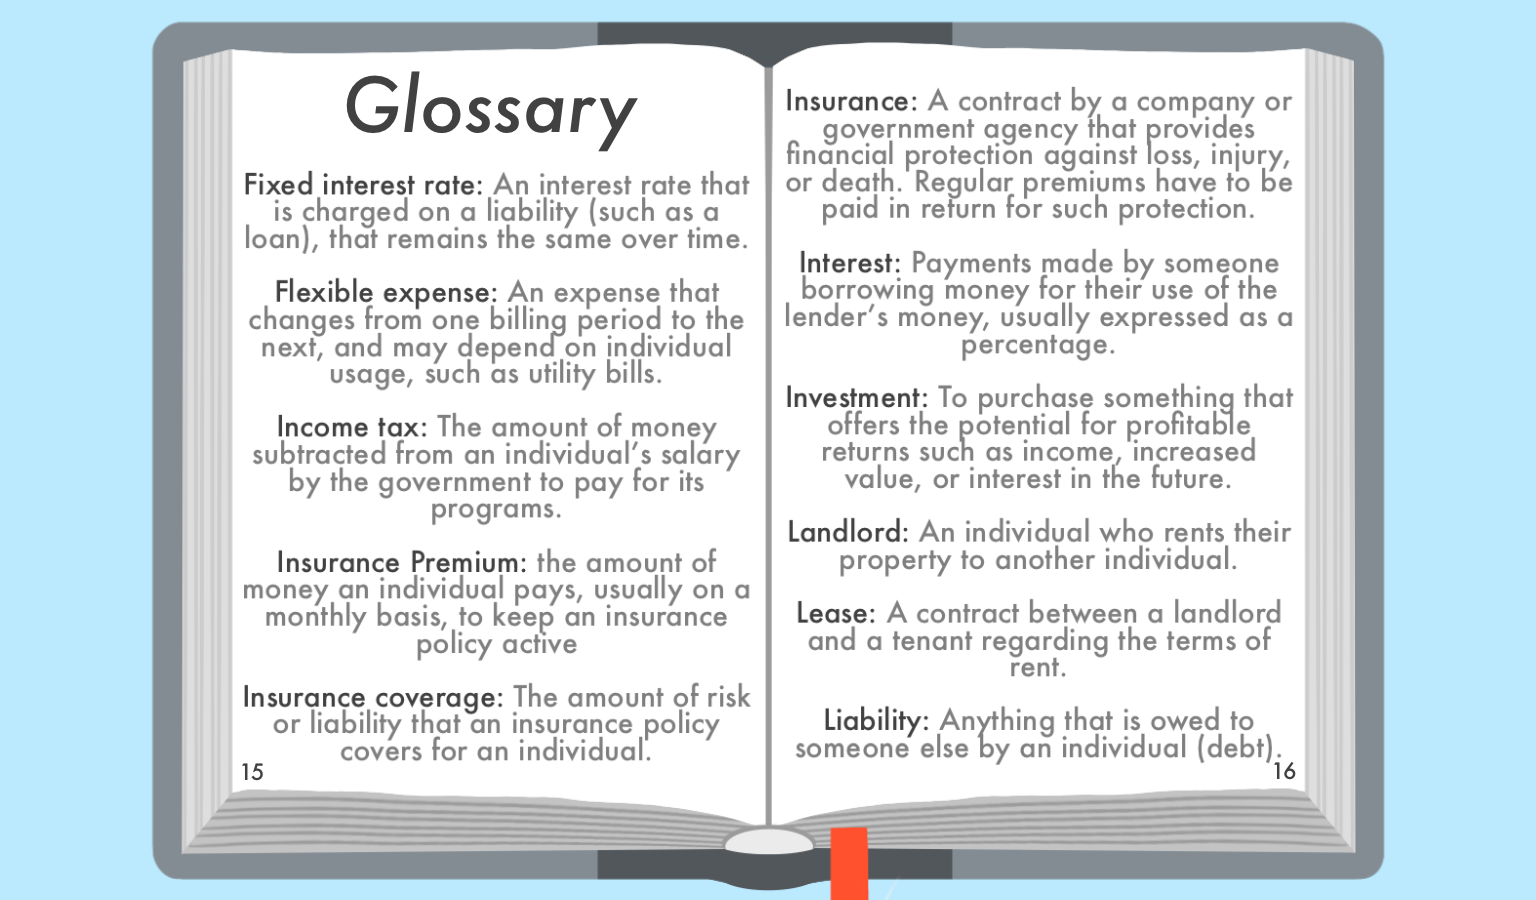 Glossary
Fixed interest rate: An interest rate that
is charged on a liability (such as a
loan), that remains the same over time.
Flexible expense: An expense that
changes from one billing period to the
next, and may depend on individual
usage, such as utility bills.
Income tax: The amount of money
subtracted from an individual’s salary
by the government to pay for its
programs.
Insurance Premium: the amount of
money an individual pays, usually on a
monthly basis, to keep an insurance
policy active
Insurance coverage: The amount of risk
or liability that an insurance policy
covers for an individual.
15
Insurance: A contract by a company or
government agency that provides
financial protection against loss, injury,
or death. Regular premiums have to be
paid in return for such protection.
Interest: Payments made by someone
borrowing money for their use of the
lender’s money, usually expressed as a
percentage.
Investment: To purchase something that
offers the potential for profitable
returns such as income, increased
value, or interest in the future.
Landlord: An individual who rents their
property to another individual.
Lease: A contract between a landlord
and a tenant regarding the terms of
rent.
Liability: Anything that is owed to
someone else by an individual (debt).
16